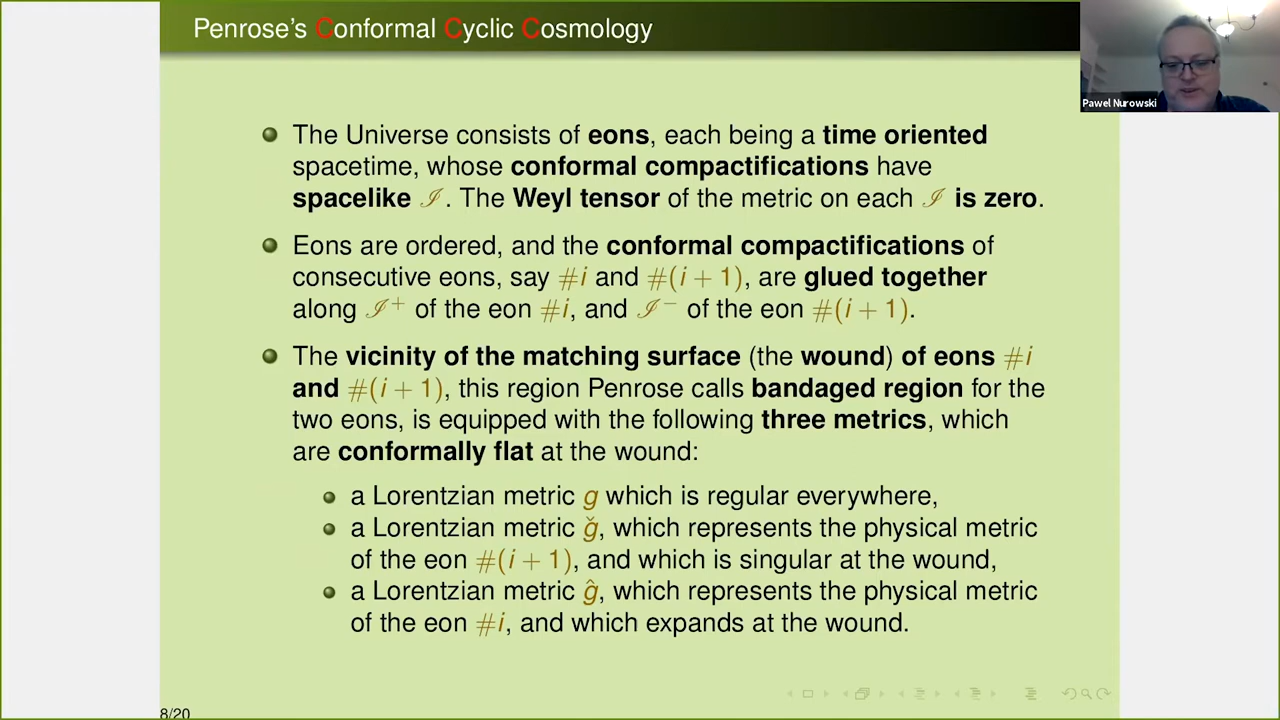 Penrose's Conformal Cyclic Cosmology
Pawel Nurowski
The Universe consists of eons, each being a time oriented
spacetime, whose conformal compactifications have
spacelike ℐ. The Weyl tensor of the metric on each ℐ is zero.
Eons are ordered, and the conformal compactifications of
consecutive eons, say #i and #(i + 1), are glued together
along ℐ⁺ of the eon #i, and ℐ⁻ of the eon #(i + 1).
The vicinity of the matching surface (the wound) of eons #i
and #(i + 1), this region Penrose calls bandaged region for the
two eons, is equipped with the following three metrics, which
are conformally flat at the wound:
a Lorentzian metric g which is regular everywhere,
a Lorentzian metric ǧ, which represents the physical metric
of the eon #(i + 1), and which is singular at the wound,
a Lorentzian metric ĝ, which represents the physical metric
of the eon #i, and which expands at the wound.
8/20